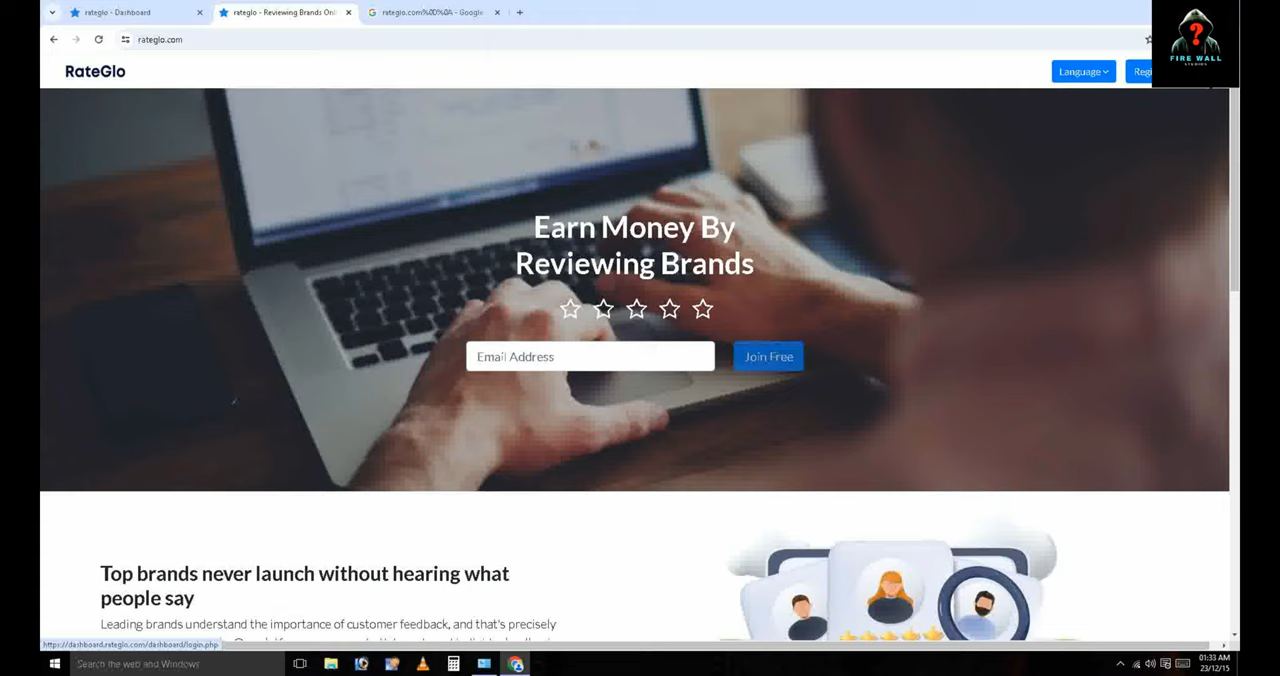 rateglo - Dashboard
rateglo - Reviewing Brands Onl
rateglo.com%0D%0A - Google
rateglo.com
?
FIRE WALL
STUDIOS
RateGlo
Language
Regi
Earn Money By
Reviewing Brands
Email Address
Join Free
Top brands never launch without hearing what
people say
Leading brands understand the importance of customer feedback, and that's precisely
https://dashboard.rateglo.com/dashboard/login.php
Search the web and Windows
01:33 AM
23/12/15